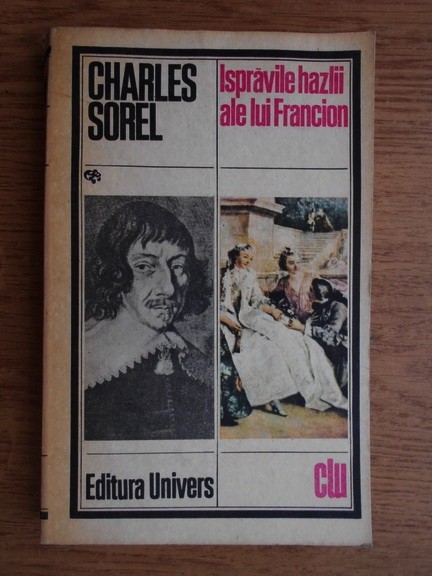 CHARLES
SOREL
Isprăvile hazlii
ale lui Francion
Editura Univers
clu